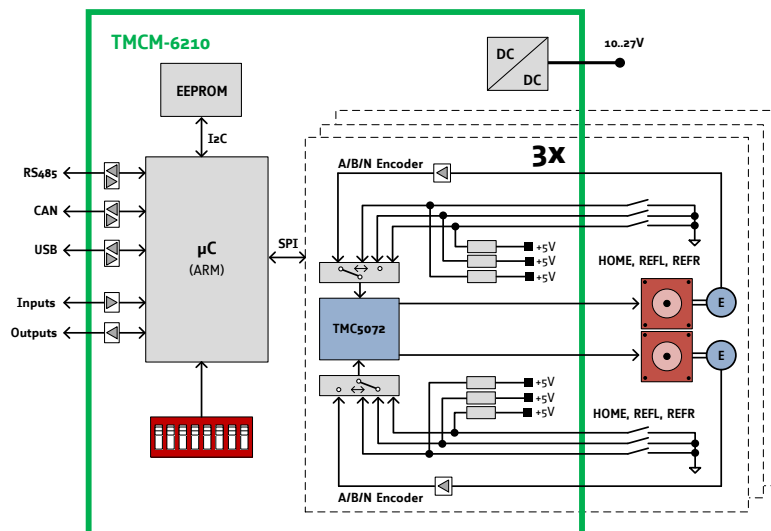 TMCM-6210
DC
DC
10..27V
EEPROM
I2C
3x
A/B/N Encoder
RS485
CAN
USB
Inputs
Outputs
µC
(ARM)
SPI
+5V
+5V
+5V
HOME, REFL, REFR
TMC5072
E
E
+5V
+5V
+5V
HOME, REFL, REFR
A/B/N Encoder